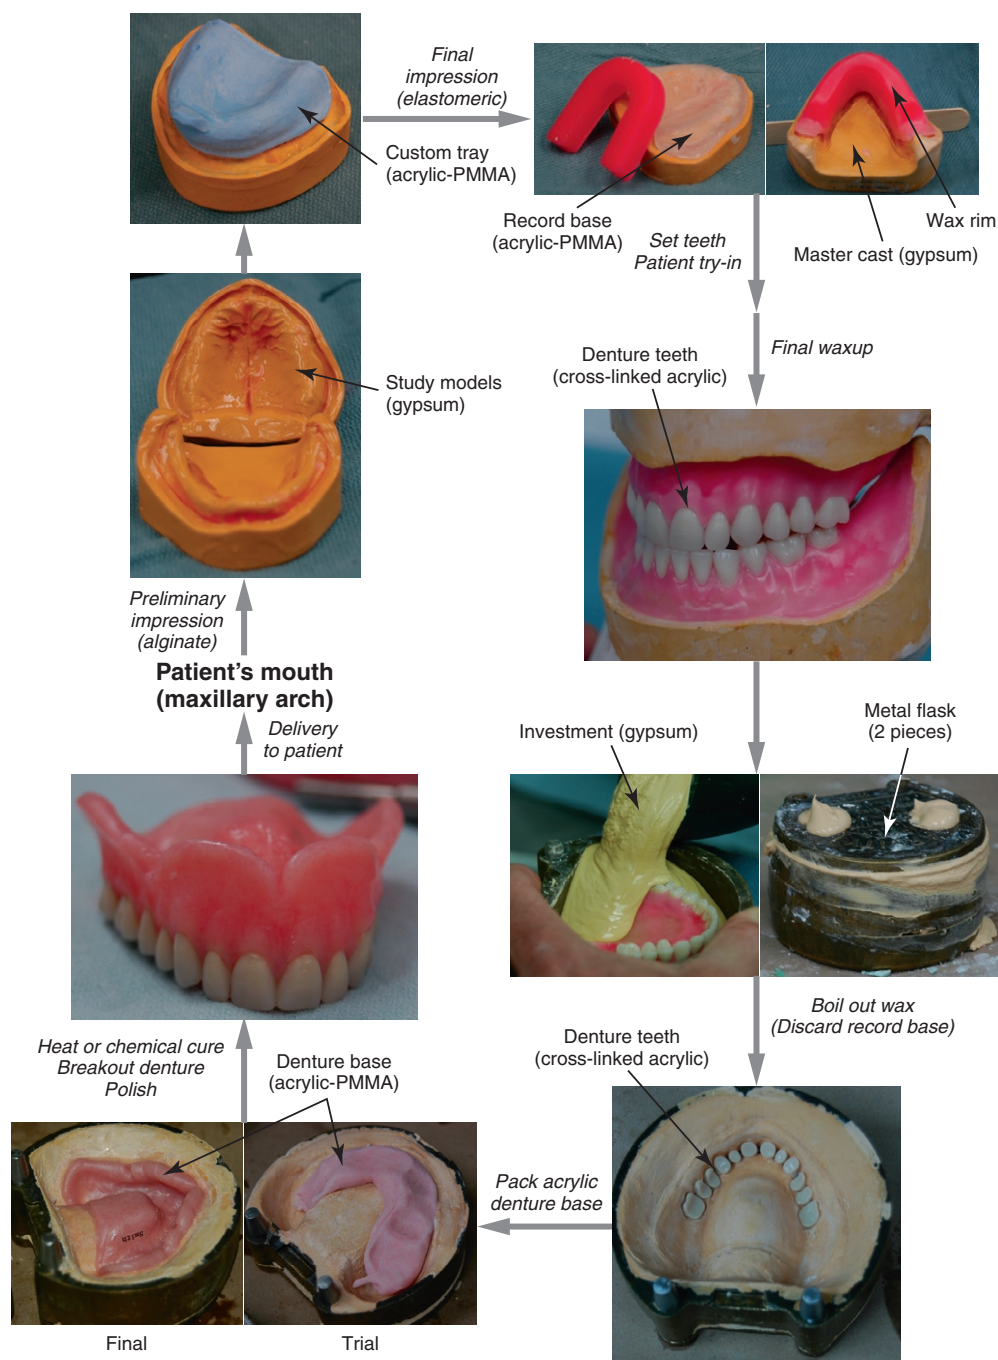 Final
impression
(elastomeric)
Custom tray
(acrylic-PMMA)
Record base
(acrylic-PMMA)
Wax rim
Master cast (gypsum)
Set teeth
Patient try-in
Study models
(gypsum)
Denture teeth
(cross-linked acrylic)
Final waxup
Preliminary
impression
(alginate)
Patient's mouth
(maxillary arch)
Delivery
to patient
Investment (gypsum)
Metal flask
(2 pieces)
Boil out wax
(Discard record base)
Denture teeth
(cross-linked acrylic)
Heat or chemical cure
Breakout denture
Polish
Denture base
(acrylic-PMMA)
Pack acrylic
denture base
Smith
Final
Trial